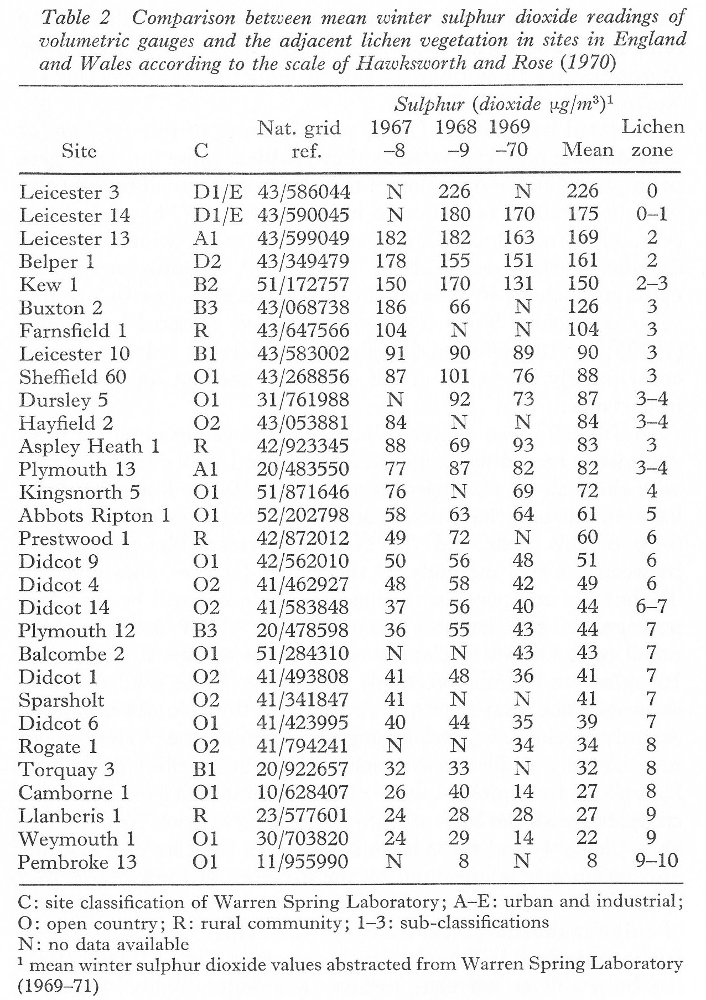 Table 2 Comparison between mean winter sulphur dioxide readings of
volumetric gauges and the adjacent lichen vegetation in sites in England
and Wales according to the scale of Hawksworth and Rose (1970)
Sulphur (dioxide μg/m³)¹
Nat. grid 1967 1968 1969 Lichen
Site C ref. –8 –9 –70 Mean zone
Leicester 3 D1/E 43/586044 N 226 N 226 0
Leicester 14 D1/E 43/590045 N 180 170 175 0–1
Leicester 13 A1 43/599049 182 182 163 169 2
Belper 1 D2 43/349479 178 155 151 161 2
Kew 1 B2 51/172757 150 170 131 150 2–3
Buxton 2 B3 43/068738 186 66 N 126 3
Farnsfield 1 R 43/647566 104 N N 104 3
Leicester 10 B1 43/583002 91 90 89 90 3
Sheffield 60 O1 43/268856 87 101 76 88 3
Dursley 5 O1 31/761988 N 92 73 87 3–4
Hayfield 2 O2 43/053881 84 N N 84 3–4
Aspley Heath 1 R 42/923345 88 69 93 83 3
Plymouth 13 A1 20/483550 77 87 82 82 3–4
Kingsnorth 5 O1 51/871646 76 N 69 72 4
Abbots Ripton 1 O1 52/202798 58 63 64 61 5
Prestwood 1 R 42/872012 49 72 N 60 6
Didcot 9 O1 42/562010 50 56 48 51 6
Didcot 4 O2 41/462927 48 58 42 49 6
Didcot 14 O2 41/583848 37 56 40 44 6–7
Plymouth 12 B3 20/478598 36 55 43 44 7
Balcombe 2 O1 51/284310 N N 43 43 7
Didcot 1 O2 41/493808 41 48 36 41 7
Sparsholt O2 41/341847 41 N N 41 7
Didcot 6 O1 41/423995 40 44 35 39 7
Rogate 1 O2 41/794241 N N 34 34 8
Torquay 3 B1 20/922657 32 33 N 32 8
Camborne 1 O1 10/628407 26 40 14 27 8
Llanberis 1 R 23/577601 24 28 28 27 9
Weymouth 1 O1 30/703820 24 29 14 22 9
Pembroke 13 O1 11/955990 N 8 N 8 9–10
C: site classification of Warren Spring Laboratory; A–E: urban and industrial;
O: open country; R: rural community; 1–3: sub-classifications
N: no data available
¹ mean winter sulphur dioxide values abstracted from Warren Spring Laboratory
(1969–71)